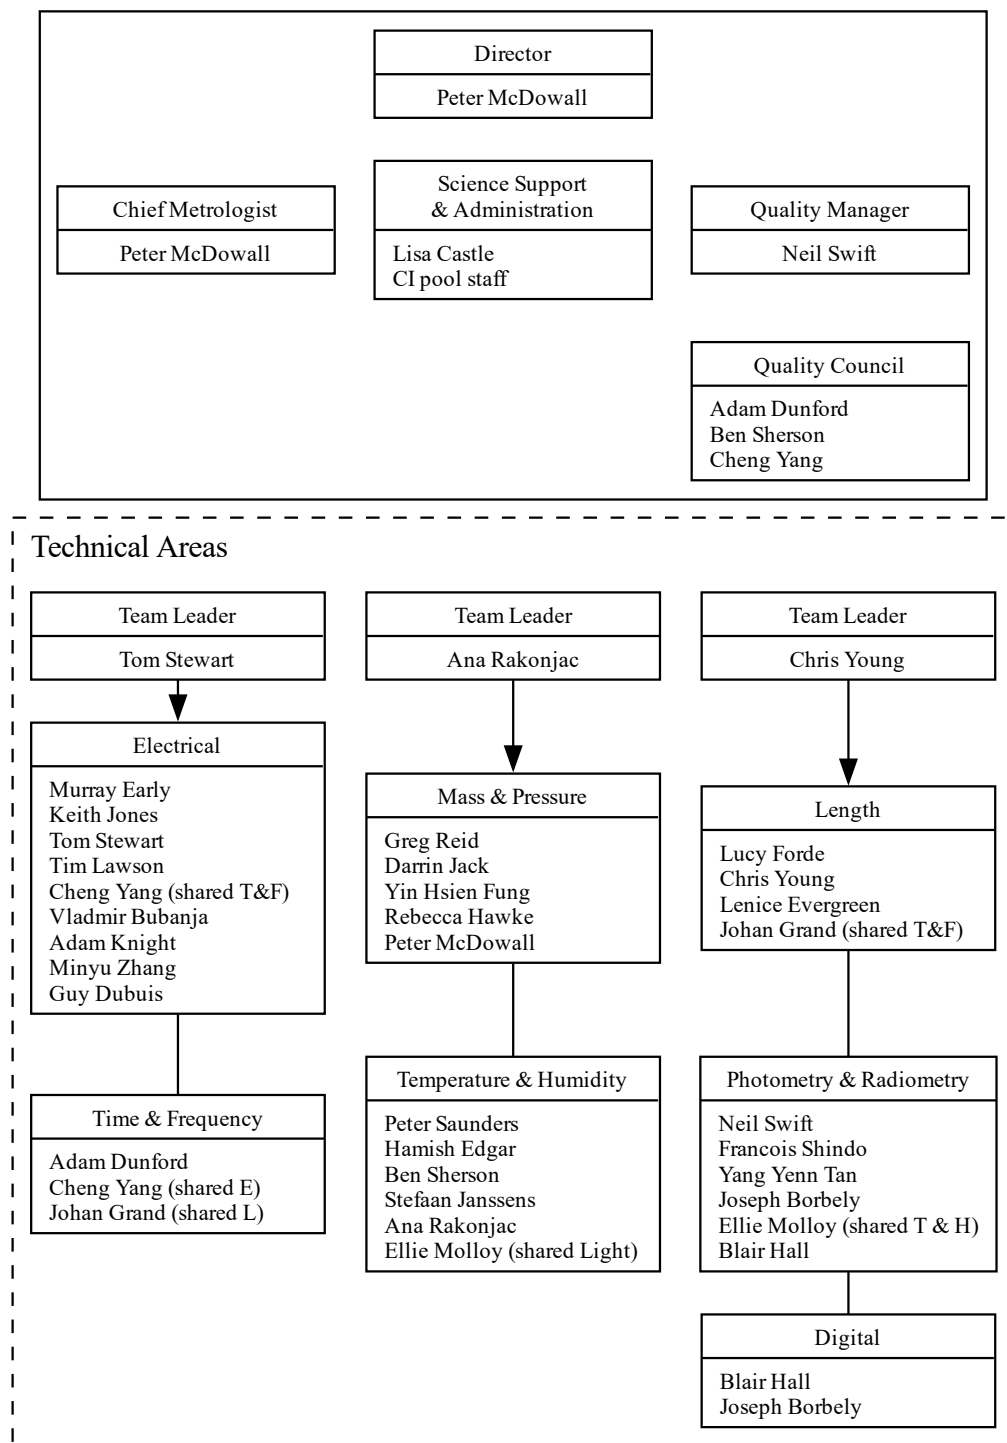 Director
Peter McDowall
Chief Metrologist
Peter McDowall
Science Support
& Administration
Lisa Castle
CI pool staff
Quality Manager
Neil Swift
Quality Council
Adam Dunford
Ben Sherson
Cheng Yang
Technical Areas
Team Leader
Tom Stewart
Electrical
Murray Early
Keith Jones
Tom Stewart
Tim Lawson
Cheng Yang (shared T&F)
Vladmir Bubanja
Adam Knight
Minyu Zhang
Guy Dubuis
Time & Frequency
Adam Dunford
Cheng Yang (shared E)
Johan Grand (shared L)
Team Leader
Ana Rakonjac
Mass & Pressure
Greg Reid
Darrin Jack
Yin Hsien Fung
Rebecca Hawke
Peter McDowall
Temperature & Humidity
Peter Saunders
Hamish Edgar
Ben Sherson
Stefaan Janssens
Ana Rakonjac
Ellie Molloy (shared Light)
Team Leader
Chris Young
Length
Lucy Forde
Chris Young
Lenice Evergreen
Johan Grand (shared T&F)
Photometry & Radiometry
Neil Swift
Francois Shindo
Yang Yenn Tan
Joseph Borbely
Ellie Molloy (shared T & H)
Blair Hall
Digital
Blair Hall
Joseph Borbely